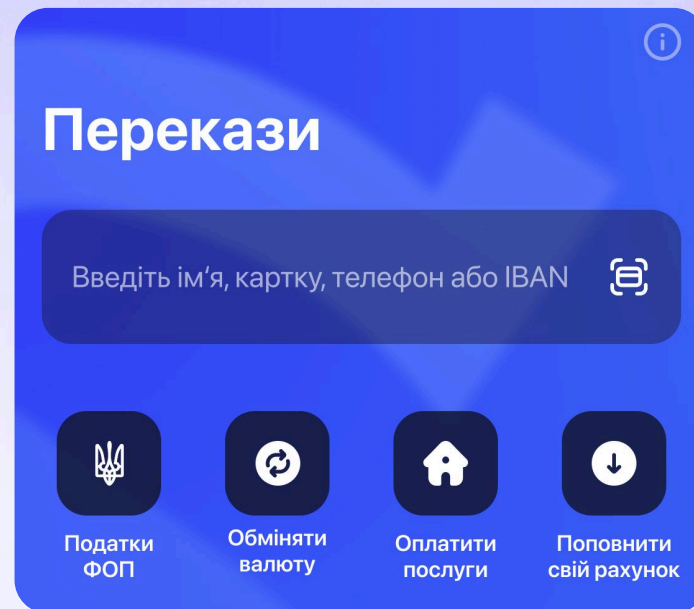 Перекази
Введіть ім‘я, картку, телефон або IBAN
Податки
ФОП
Обміняти
валюту
Оплатити
послуги
Поповнити
свій рахунок